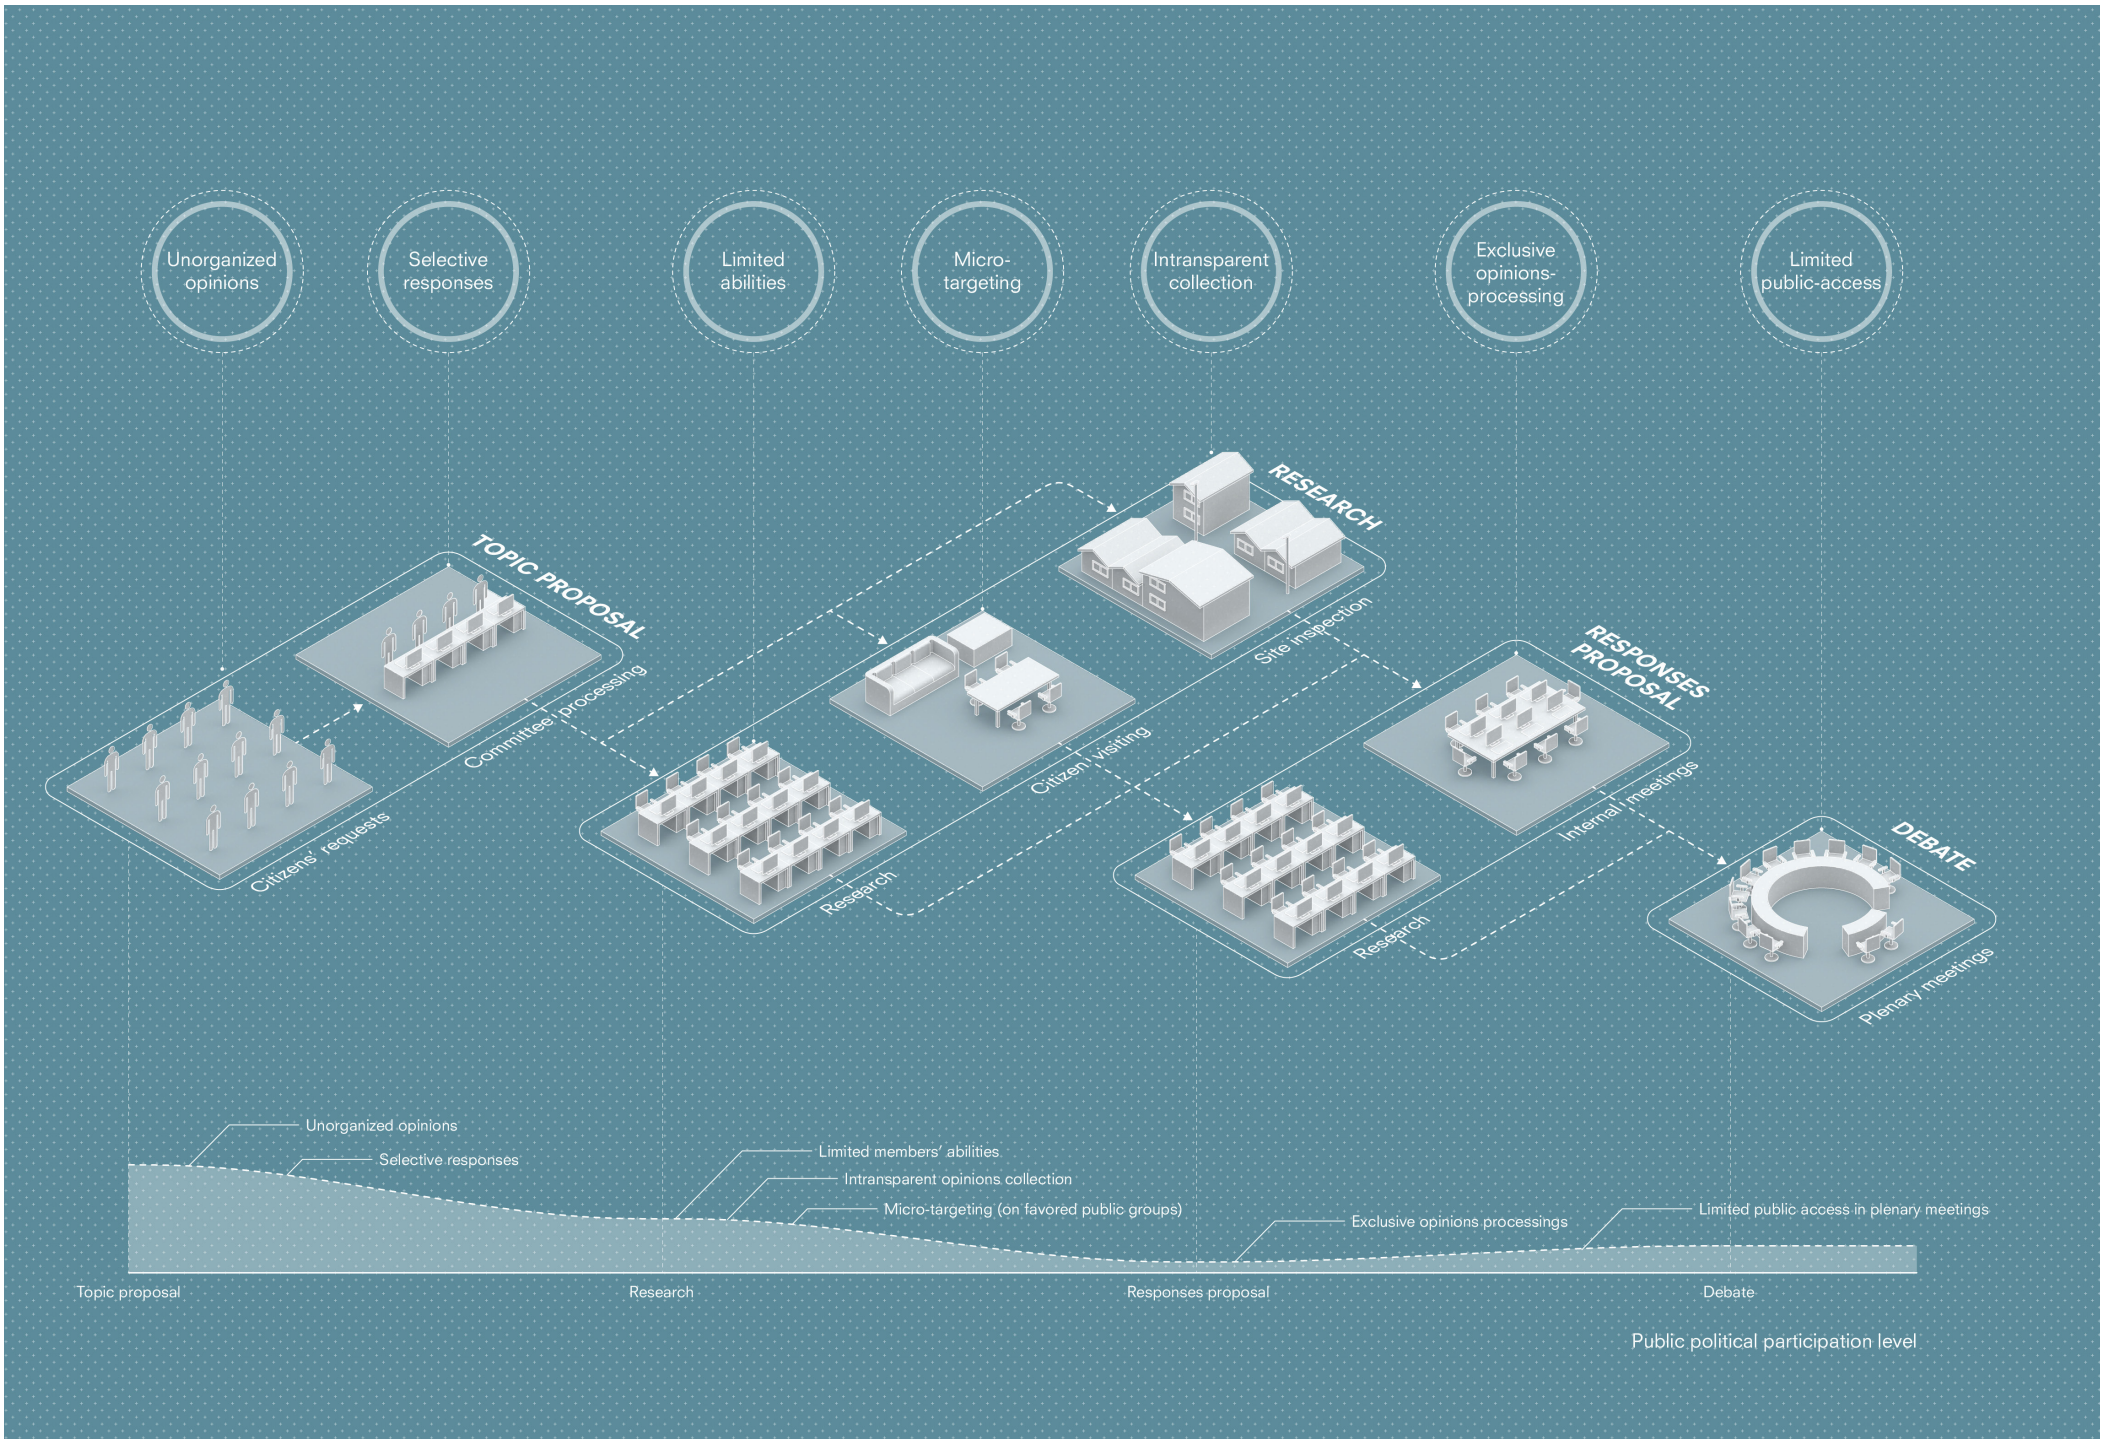 Unorganized
opinions
Selective
responses
Limited
abilities
Micro-
targeting
Intransparent
collection
Exclusive
opinions-
processing
Limited
public-access
TOPIC PROPOSAL
Citizens' requests
Committee processing
RESEARCH
Research
Citizen visiting
Site inspection
RESPONSES
PROPOSAL
Research
Internal meetings
DEBATE
Plenary meetings
Unorganized opinions
Selective responses
Limited members' abilities
Intransparent opinions collection
Micro-targeting (on favored public groups)
Exclusive opinions processings
Limited public access in plenary meetings
Topic proposal
Research
Responses proposal
Debate
Public political participation level